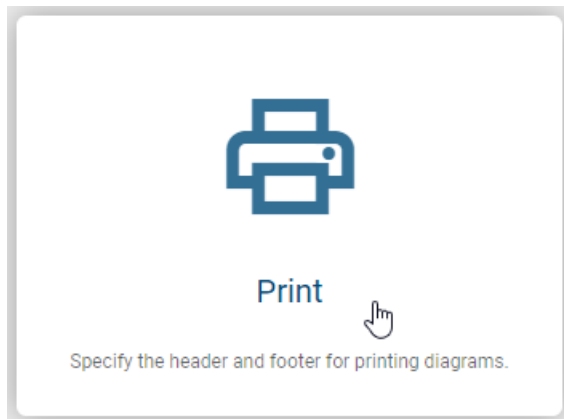 Print
Specify the header and footer for printing diagrams.